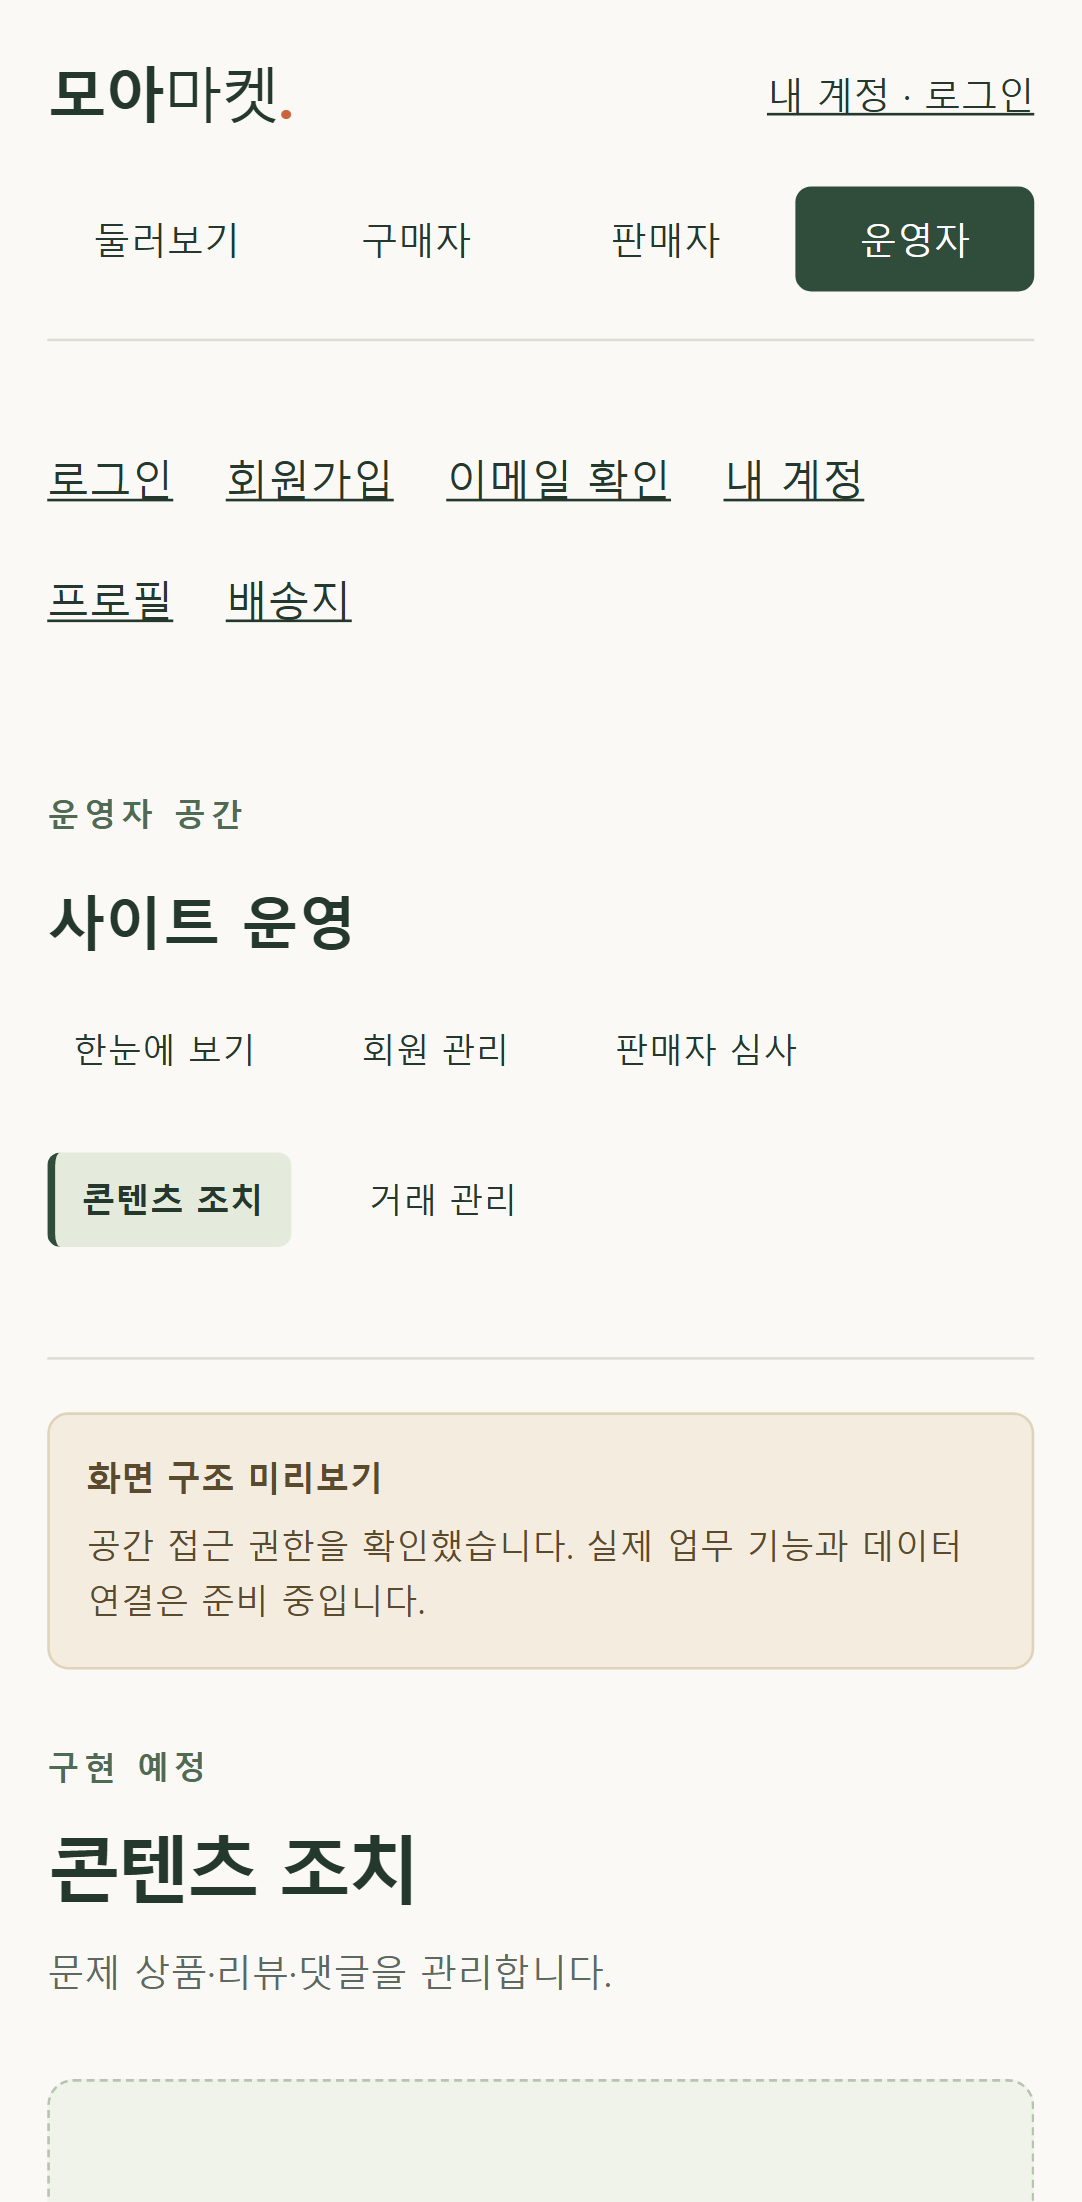 모아마켓.
내 계정 · 로그인
둘러보기 구매자 판매자 운영자
로그인 회원가입 이메일 확인 내 계정
프로필 배송지
운영자 공간
사이트 운영
한눈에 보기 회원 관리 판매자 심사
콘텐츠 조치 거래 관리
화면 구조 미리보기
공간 접근 권한을 확인했습니다. 실제 업무 기능과 데이터
연결은 준비 중입니다.
구현 예정
콘텐츠 조치
문제 상품·리뷰·댓글을 관리합니다.